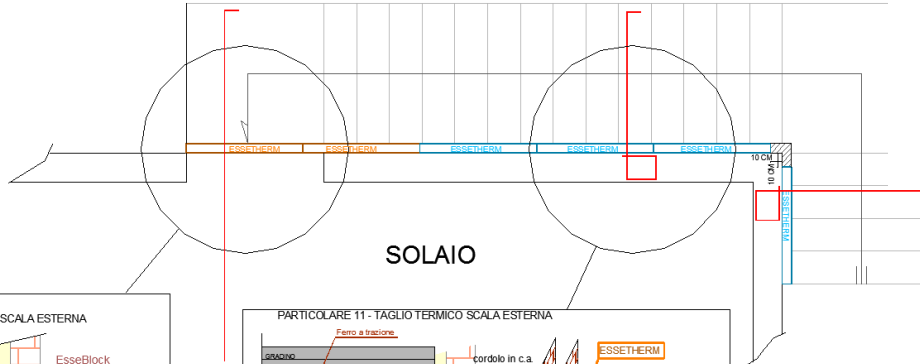 ESSETHERM ESSETHERM ESSETHERM ESSETHERM ESSETHERM
10 CM
10 CM
ESSETHERM
SOLAIO
SCALA ESTERNA
PARTICOLARE 11 - TAGLIO TERMICO SCALA ESTERNA
Ferro a trazione
GRADINO
EsseBlock
cordolo in c.a.
ESSETHERM